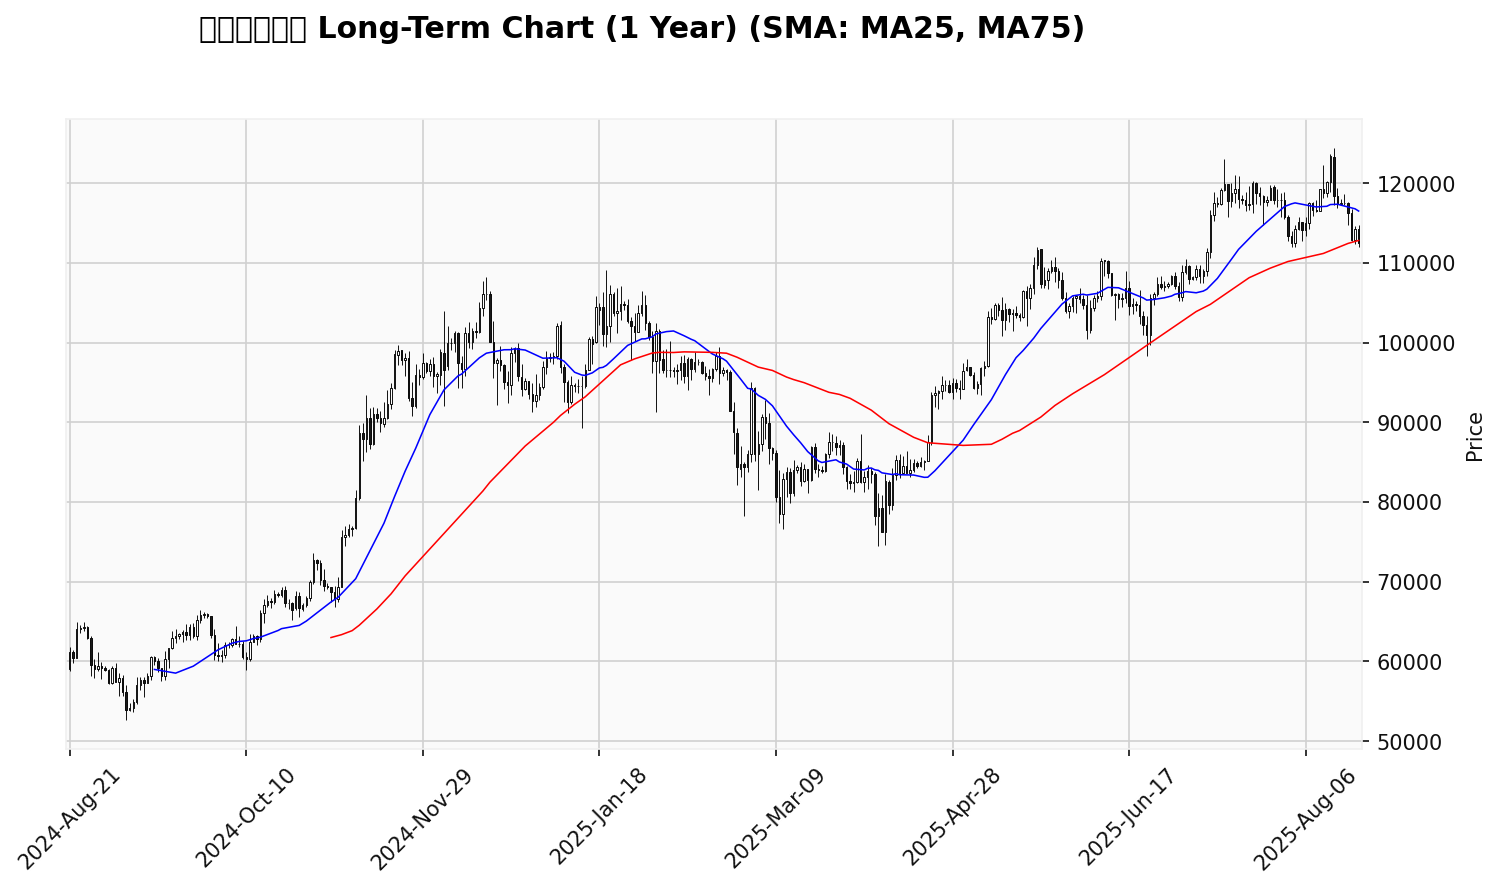 Long-Term Chart (1 Year) (SMA: MA25, MA75)
120000
110000
100000
90000
80000
70000
60000
50000
Price
2024-Aug-21
2024-Oct-10
2024-Nov-29
2025-Jan-18
2025-Mar-09
2025-Apr-28
2025-Jun-17
2025-Aug-06